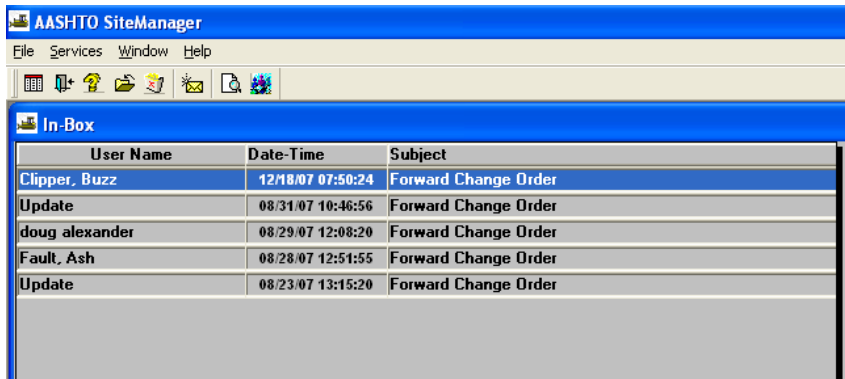 AASHTO SiteManager
File Services Window Help
In-Box
User Name Date-Time Subject
Clipper, Buzz 12/18/07 07:50:24 Forward Change Order
Update 08/31/07 10:46:56 Forward Change Order
doug alexander 08/29/07 12:08:20 Forward Change Order
Fault, Ash 08/28/07 12:51:55 Forward Change Order
Update 08/23/07 13:15:20 Forward Change Order